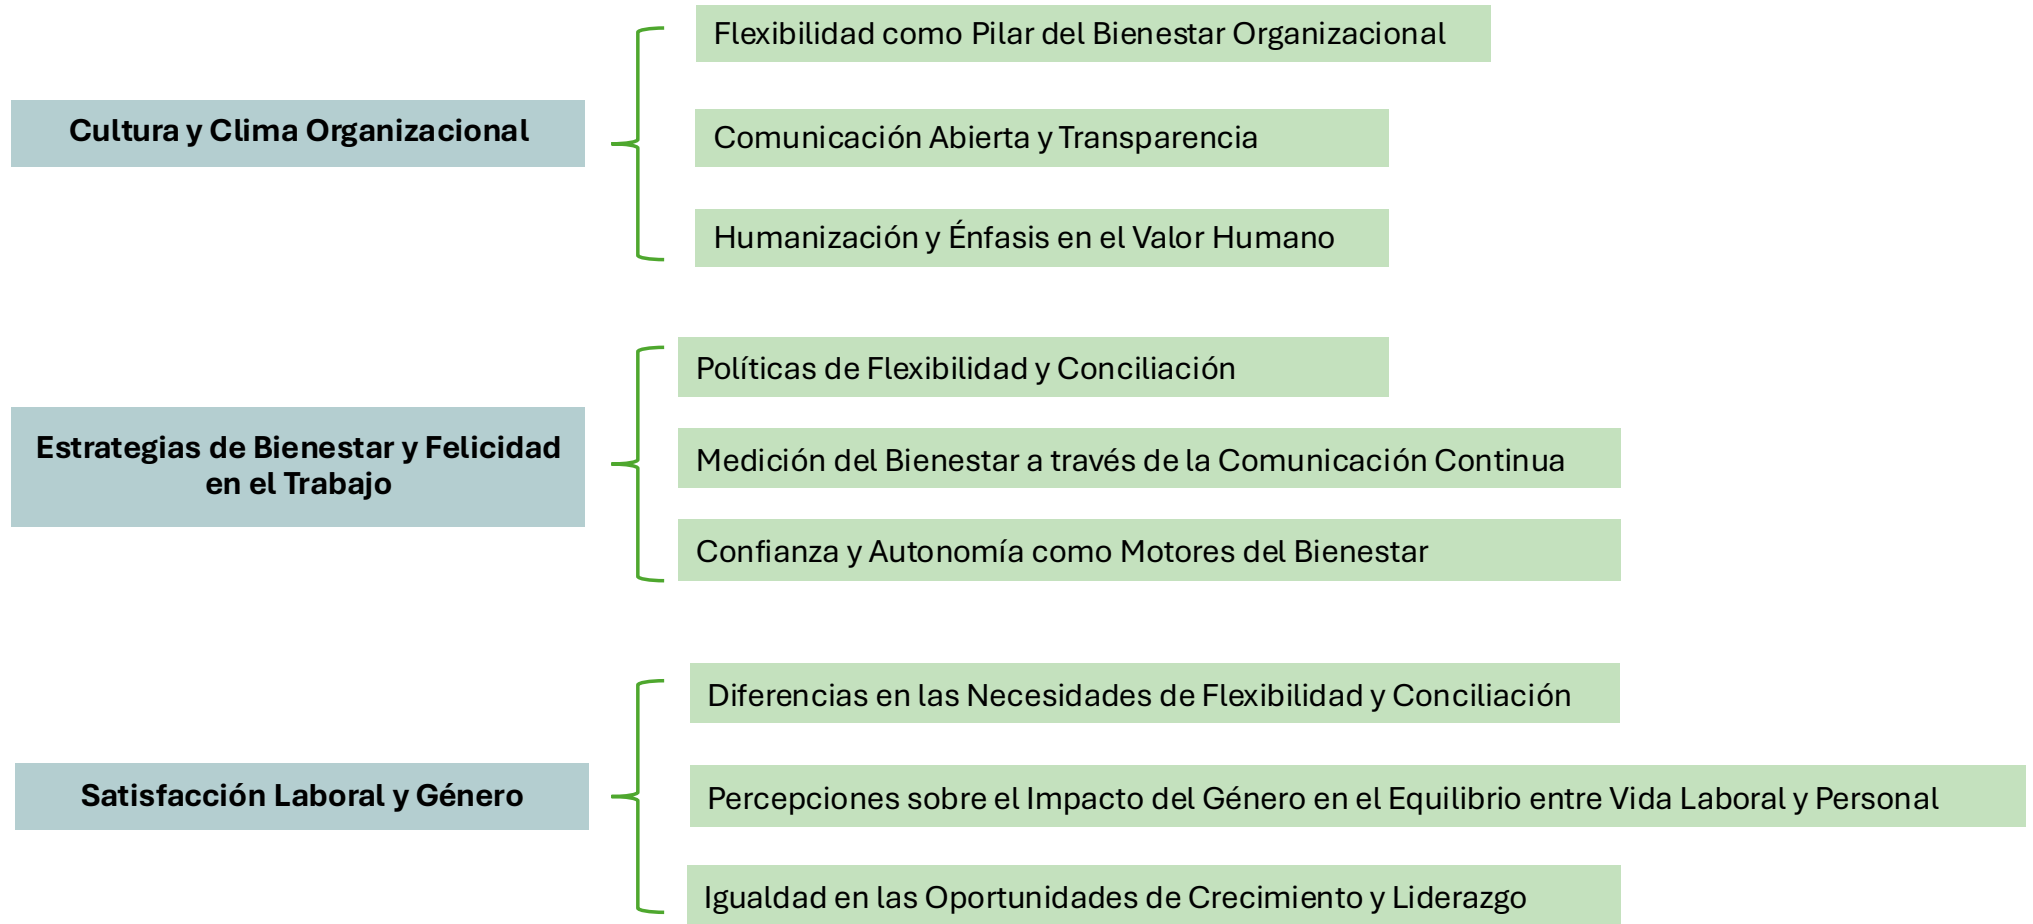 Cultura y Clima Organizacional
Flexibilidad como Pilar del Bienestar Organizacional
Comunicación Abierta y Transparencia
Humanización y Énfasis en el Valor Humano
Estrategias de Bienestar y Felicidad
en el Trabajo
Políticas de Flexibilidad y Conciliación
Medición del Bienestar a través de la Comunicación Continua
Confianza y Autonomía como Motores del Bienestar
Satisfacción Laboral y Género
Diferencias en las Necesidades de Flexibilidad y Conciliación
Percepciones sobre el Impacto del Género en el Equilibrio entre Vida Laboral y Personal
Igualdad en las Oportunidades de Crecimiento y Liderazgo